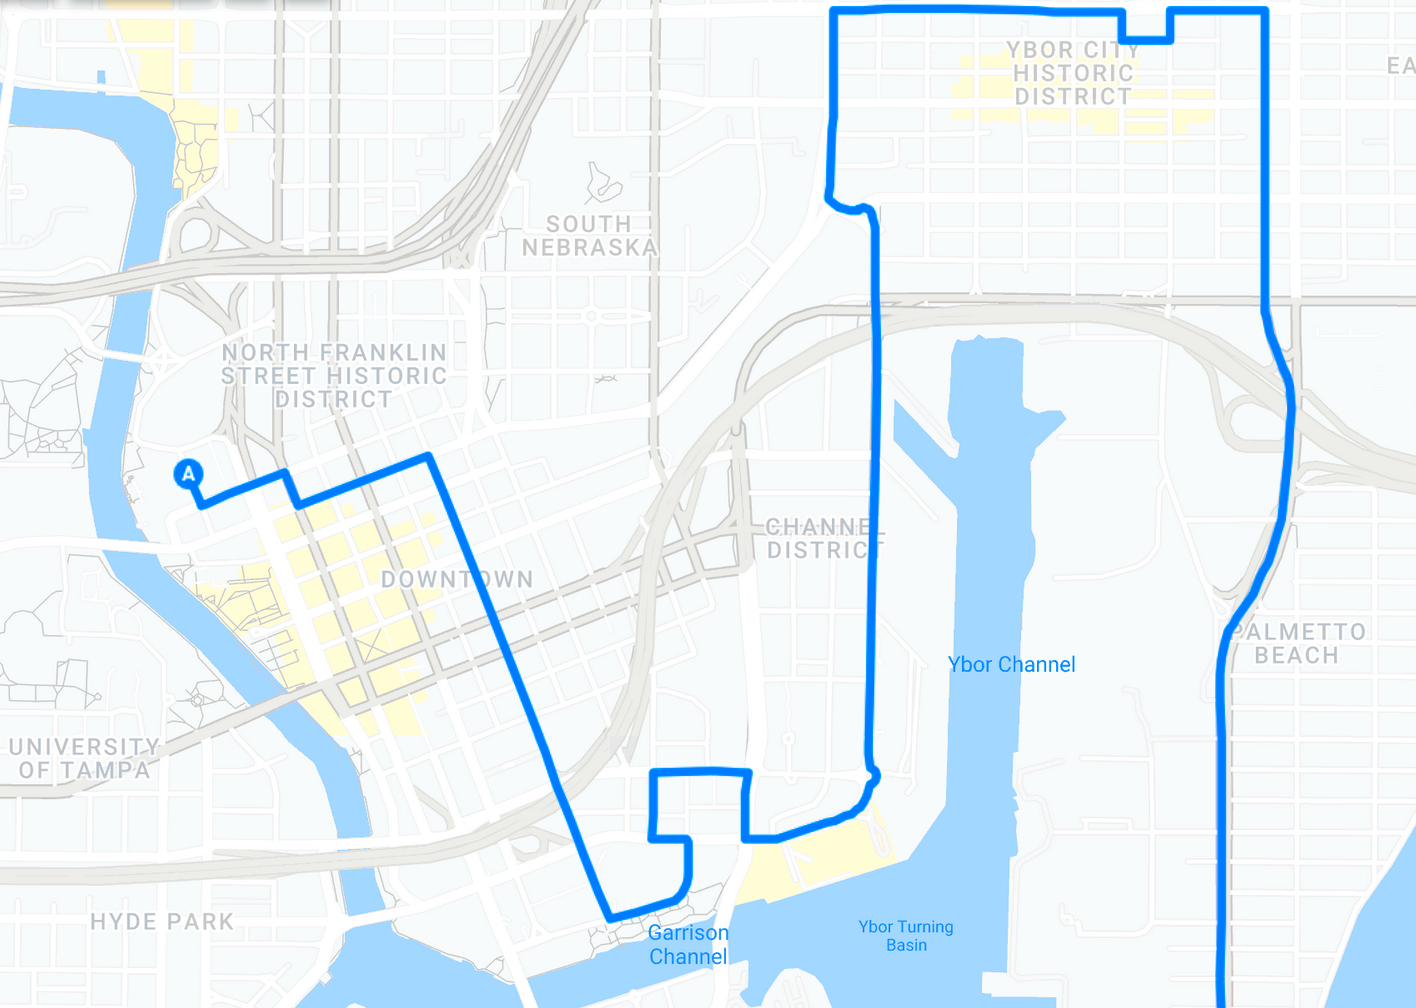 YBOR CITY
HISTORIC
DISTRICT
EA
SOUTH
NEBRASKA
NORTH FRANKLIN
STREET HISTORIC
DISTRICT
A
CHANNEL
DISTRICT
DOWNTOWN
PALMETTO
BEACH
Ybor Channel
UNIVERSITY
OF TAMPA
HYDE PARK
Garrison
Channel
Ybor Turning
Basin